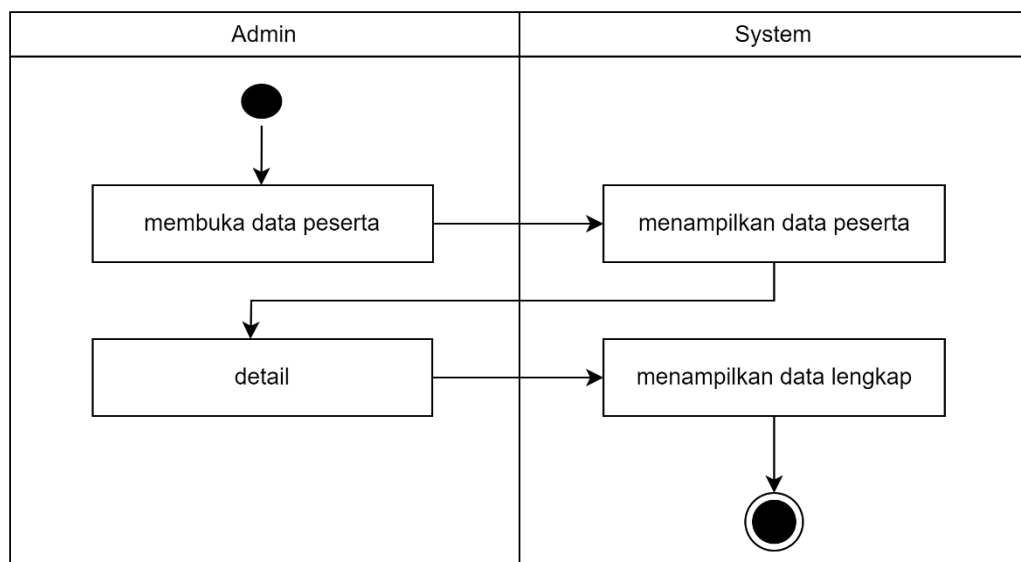 Admin
System
membuka data peserta
menampilkan data peserta
detail
menampilkan data lengkap